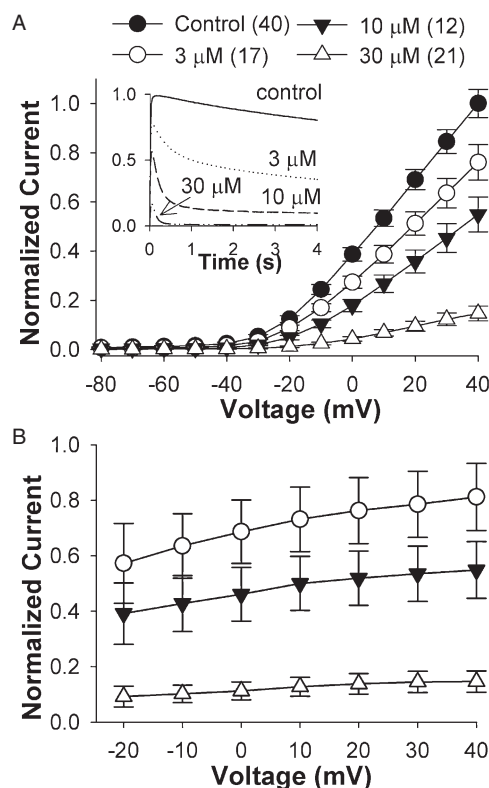 A
Control (40)
10 μM (12)
3 μM (17)
30 μM (21)
Normalized Current
1.0
0.8
0.6
0.4
0.2
0.0
1.0
0.5
0.0
control
3 μM
30 μM
10 μM
0 1 2 3 4
Time (s)
-80 -60 -40 -20 0 20 40
Voltage (mV)
B
Normalized Current
1.0
0.8
0.6
0.4
0.2
0.0
-20 -10 0 10 20 30 40
Voltage (mV)